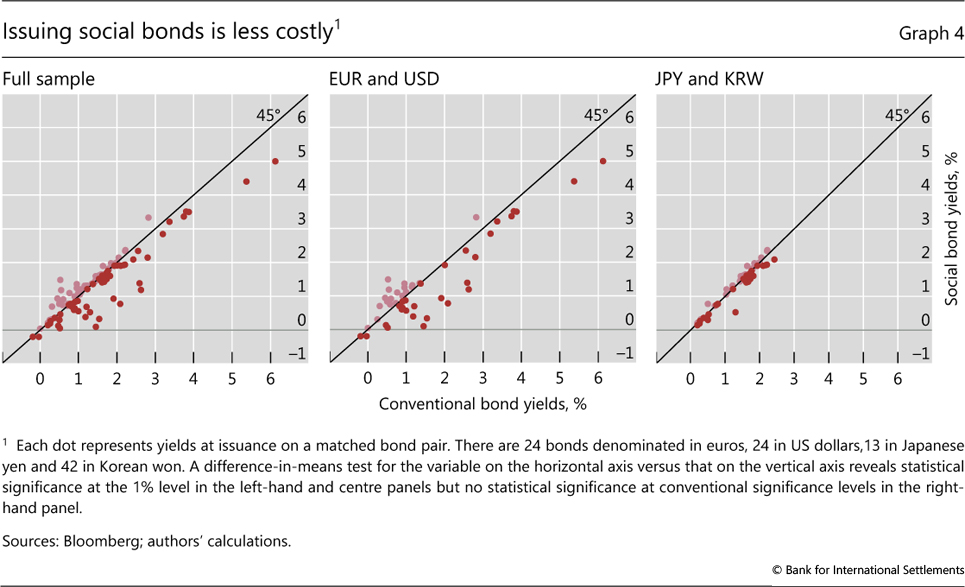 Issuing social bonds is less costly¹
Graph 4
Full sample
EUR and USD
JPY and KRW
45°
6
5
4
3
2
1
0
–1
0 1 2 3 4 5 6
45°
6
5
4
3
2
1
0
–1
0 1 2 3 4 5 6
45°
6
5
4
3
2
1
0
–1
0 1 2 3 4 5 6
Social bond yields, %
Conventional bond yields, %
¹ Each dot represents yields at issuance on a matched bond pair. There are 24 bonds denominated in euros, 24 in US dollars,13 in Japanese
yen and 42 in Korean won. A difference-in-means test for the variable on the horizontal axis versus that on the vertical axis reveals statistical
significance at the 1% level in the left-hand and centre panels but no statistical significance at conventional significance levels in the right-
hand panel.
Sources: Bloomberg; authors’ calculations.
© Bank for International Settlements